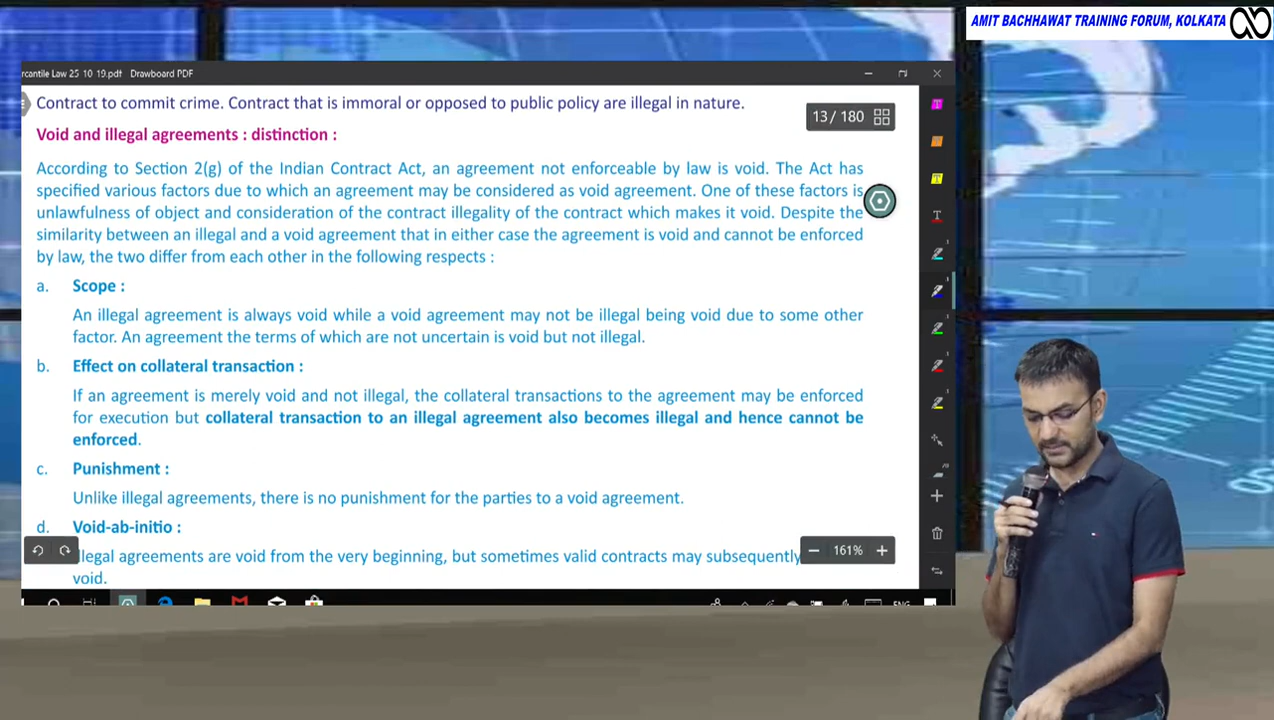 AMIT BACHHAWAT TRAINING FORUM, KOLKATA
rcantile Law 25 10 19.pdf Drawboard PDF
Contract to commit crime. Contract that is immoral or opposed to public policy are illegal in nature.
13 / 180
Void and illegal agreements : distinction :
According to Section 2(g) of the Indian Contract Act, an agreement not enforceable by law is void. The Act has
specified various factors due to which an agreement may be considered as void agreement. One of these factors is
unlawfulness of object and consideration of the contract illegality of the contract which makes it void. Despite the
similarity between an illegal and a void agreement that in either case the agreement is void and cannot be enforced
by law, the two differ from each other in the following respects :
a. Scope :
An illegal agreement is always void while a void agreement may not be illegal being void due to some other
factor. An agreement the terms of which are not uncertain is void but not illegal.
b. Effect on collateral transaction :
If an agreement is merely void and not illegal, the collateral transactions to the agreement may be enforced
for execution but collateral transaction to an illegal agreement also becomes illegal and hence cannot be
enforced.
c. Punishment :
Unlike illegal agreements, there is no punishment for the parties to a void agreement.
d. Void-ab-initio :
llegal agreements are void from the very beginning, but sometimes valid contracts may subsequently
void.
161%
ENG